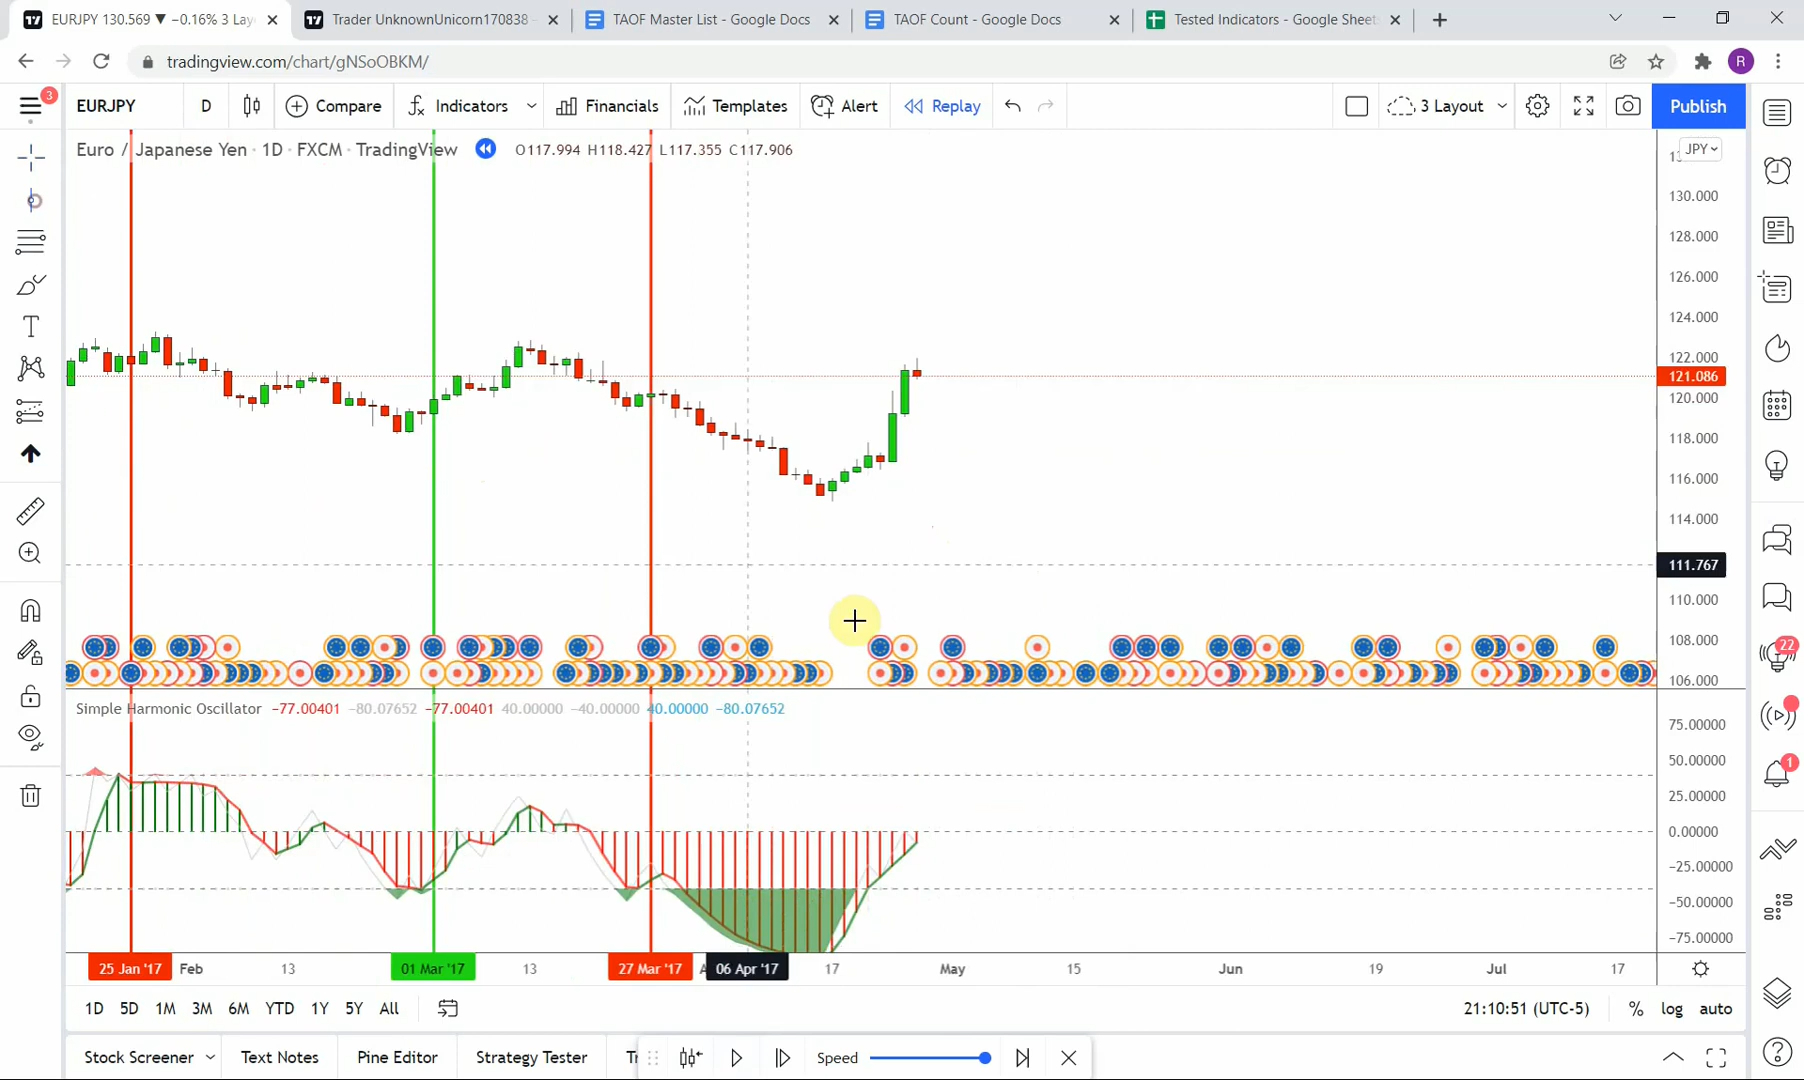 EURJPY 130.569 ▼ −0.16% 3 Lay
Trader UnknownUnicorn170838 -
TAOF Master List - Google Docs
TAOF Count - Google Docs
Tested Indicators - Google Sheets
tradingview.com/chart/gNSoOBKM/
R
3
EURJPY
D
Compare
Indicators
Financials
Templates
Alert
Replay
3 Layout
Publish
Euro / Japanese Yen · 1D · FXCM · TradingView
O117.994 H118.427 L117.355 C117.906
JPY
130.000
128.000
126.000
124.000
122.000
121.086
120.000
118.000
116.000
114.000
111.767
110.000
108.000
106.000
22
1
Simple Harmonic Oscillator −77.00401 −80.07652 −77.00401 40.00000 −40.00000 40.00000 −80.07652
75.00000
50.00000
25.00000
0.00000
−25.00000
−50.00000
−75.00000
25 Jan '17
Feb
13
01 Mar '17
13
27 Mar '17
06 Apr '17
17
May
15
Jun
19
Jul
17
1D 5D 1M 3M 6M YTD 1Y 5Y All
21:10:51 (UTC-5)
% log auto
Stock Screener
Text Notes
Pine Editor
Strategy Tester
Speed